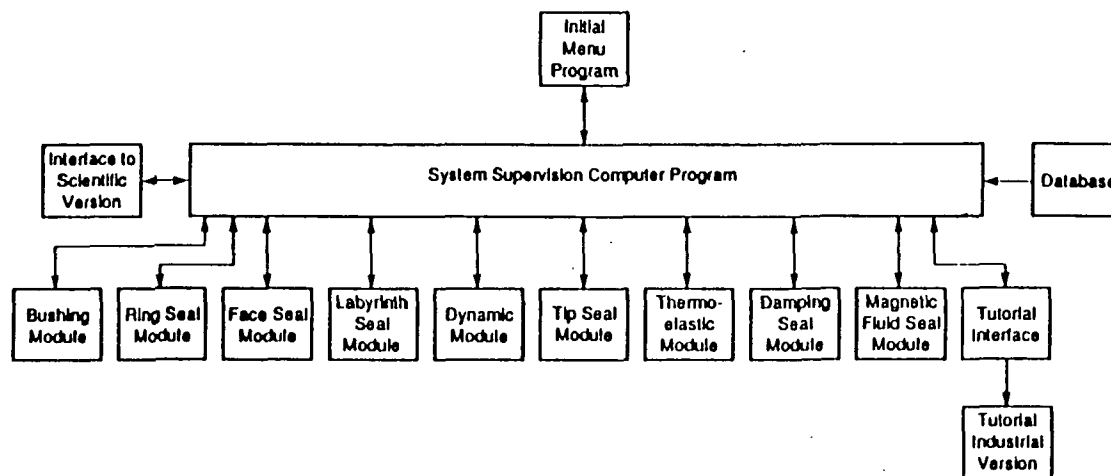 Initial
Menu
Program
Interface to
Scientific
Version
System Supervision Computer Program
Database
Bushing
Module
Ring Seal
Module
Face Seal
Module
Labyrinth
Seal
Module
Dynamic
Module
Tip Seal
Module
Thermo-
elastic
Module
Damping
Seal
Module
Magnetic
Fluid Seal
Module
Tutorial
Interface
Tutorial
Industrial
Version